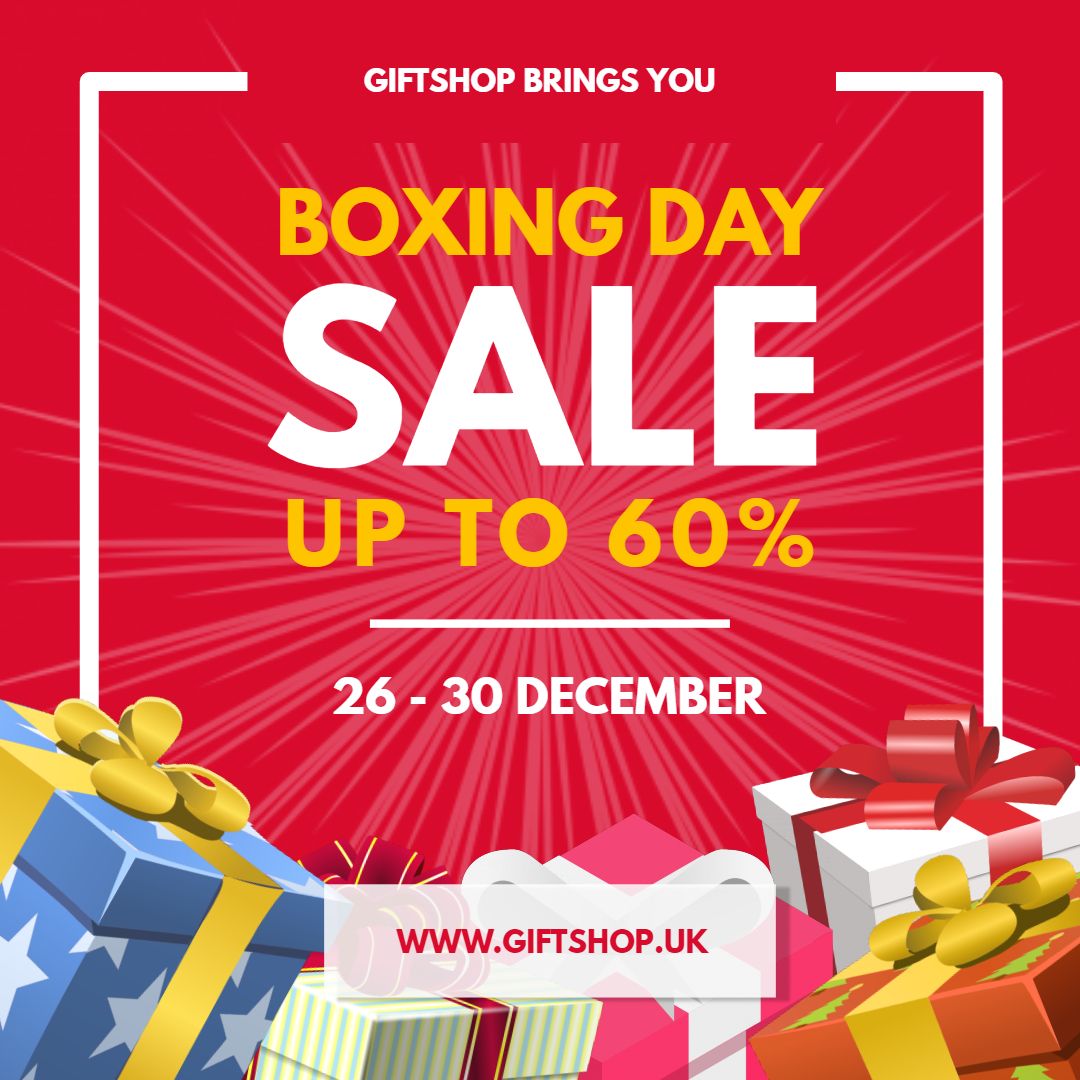 GIFTSHOP BRINGS YOU
BOXING DAY
SALE
UP TO 60%
26 - 30 DECEMBER
WWW.GIFTSHOP.UK